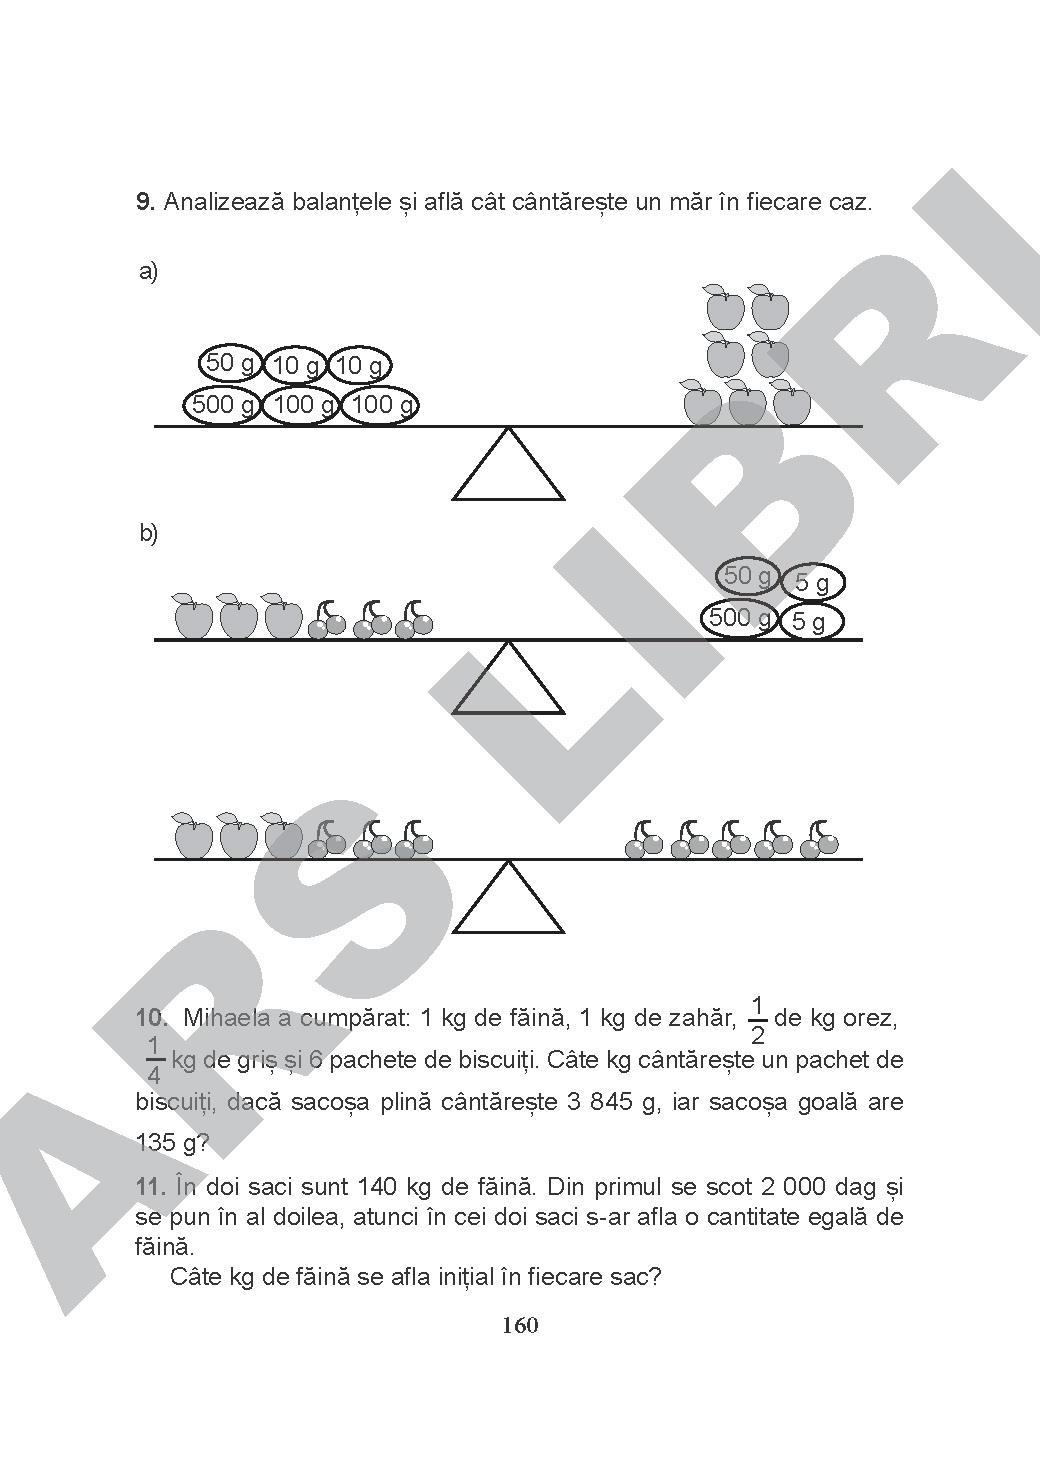 9. Analizează balanțele și află cât cântărește un măr în fiecare caz.
a)
50 g 10 g 10 g
500 g 100 g 100 g
b)
50 g 5 g
500 g 5 g
10. Mihaela a cumpărat: 1 kg de făină, 1 kg de zahăr, 1/2 de kg orez,
1/4 kg de griș și 6 pachete de biscuiți. Câte kg cântărește un pachet de
biscuiți, dacă sacoșa plină cântărește 3 845 g, iar sacoșa goală are
135 g?
11. În doi saci sunt 140 kg de făină. Din primul se scot 2 000 dag și
se pun în al doilea, atunci în cei doi saci s-ar afla o cantitate egală de
făină.
Câte kg de făină se afla inițial în fiecare sac?
160
ARS LIBRI